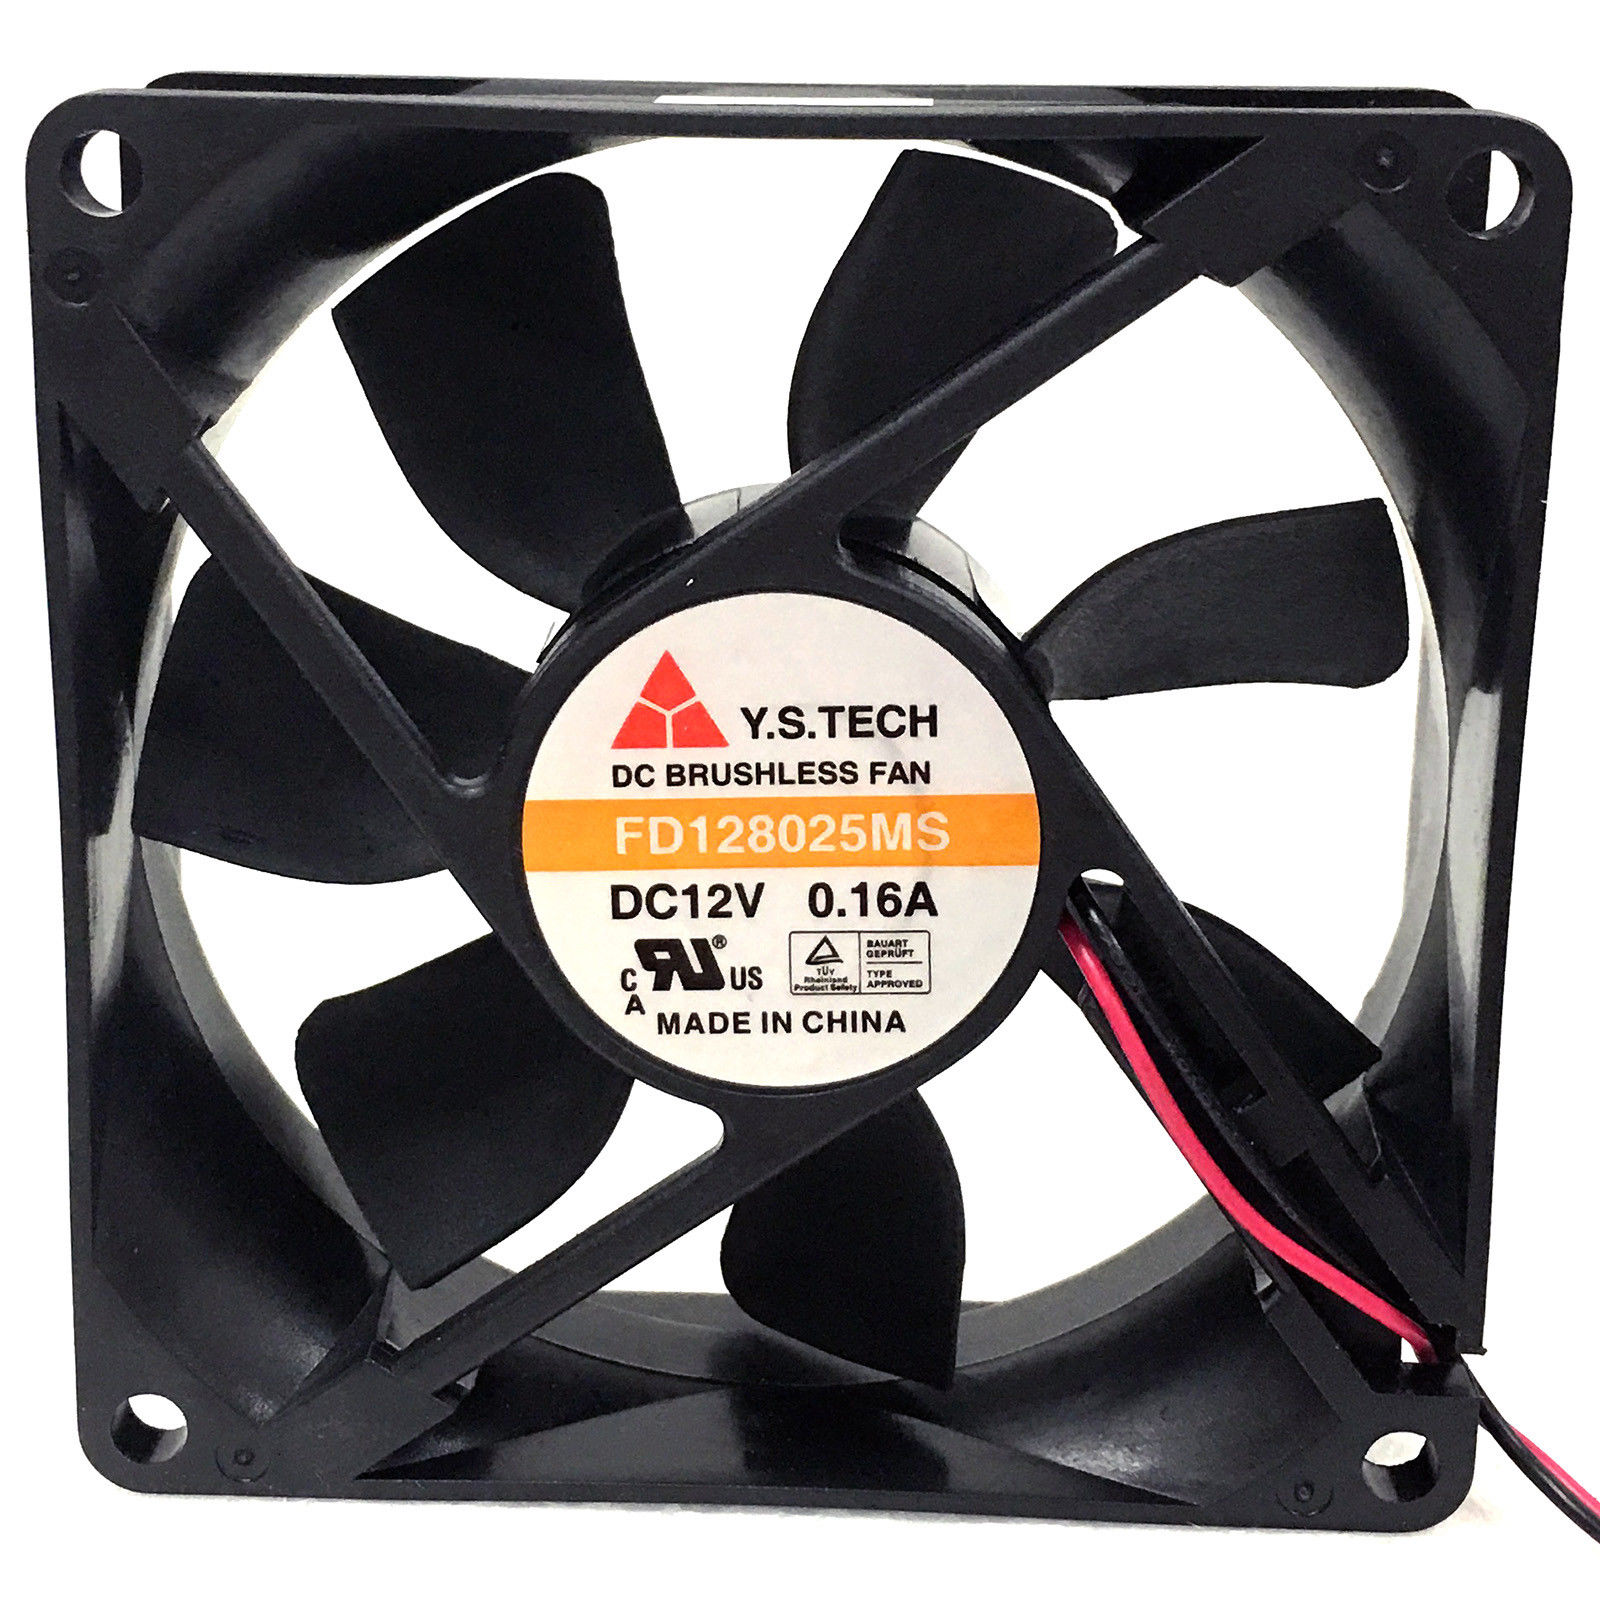 Y.S.TECH
DC BRUSHLESS FAN
FD128025MS
DC12V 0.16A
C RU ® US
A
TÜV
Rheinland
Product Safety
BAUART
GEPRÜFT
TYPE
APPROVED
MADE IN CHINA